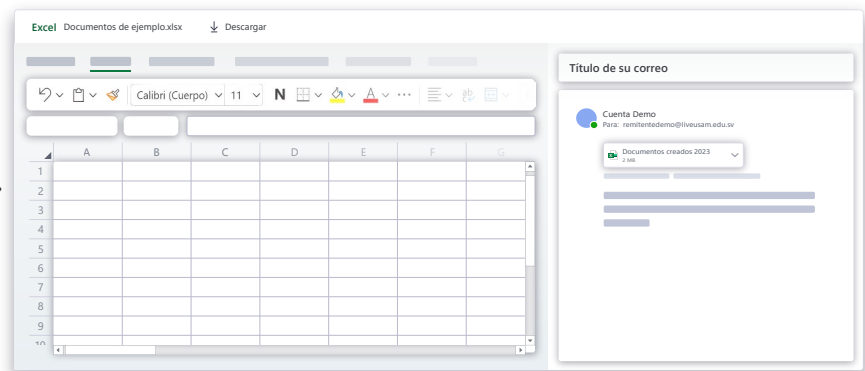 Excel Documentos de ejemplo.xlsx Descargar
Título de su correo
Calibri (Cuerpo) 11 N A ab
Cuenta Demo
Para: remitentedemo@liveusam.edu.sv
Documentos creados 2023
2 MB
A B C D E F G
1
2
3
4
5
6
7
8
9
10